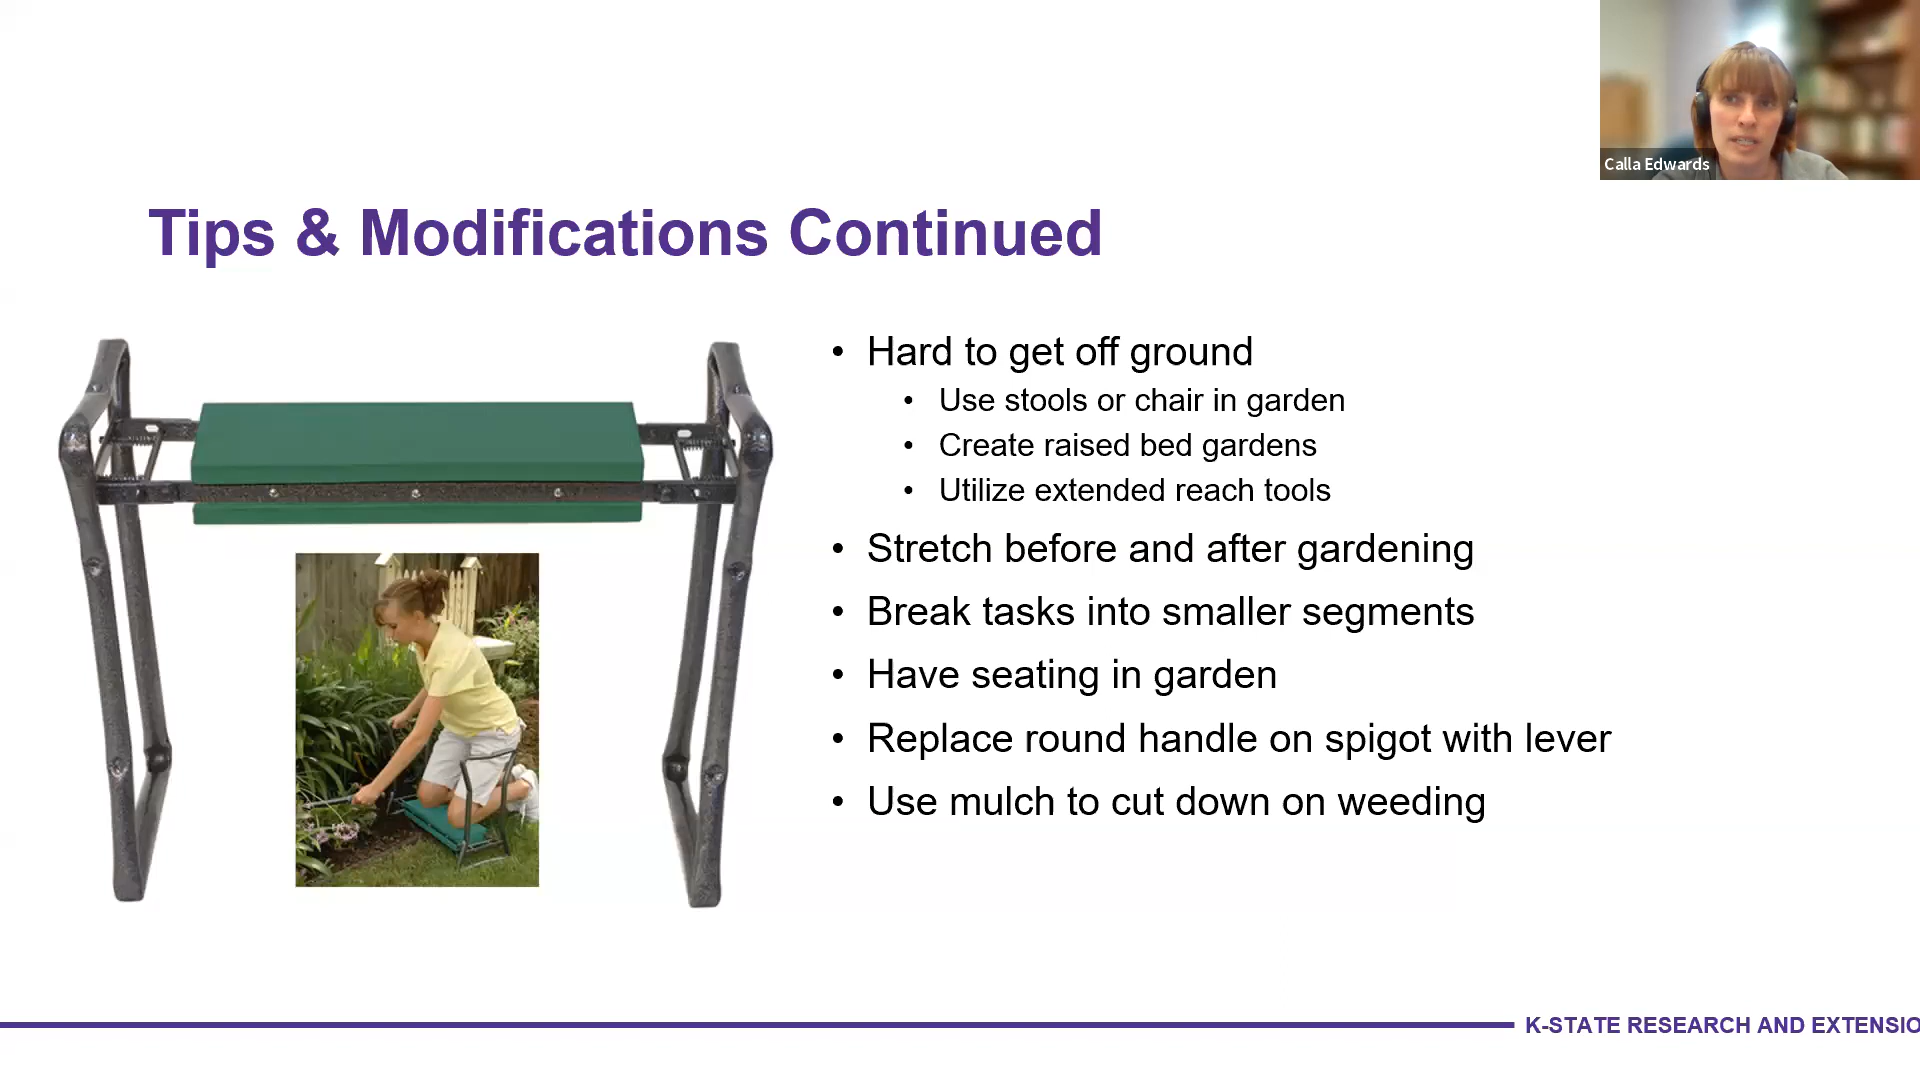 Calla Edwards
Tips & Modifications Continued
• Hard to get off ground
• Use stools or chair in garden
• Create raised bed gardens
• Utilize extended reach tools
• Stretch before and after gardening
• Break tasks into smaller segments
• Have seating in garden
• Replace round handle on spigot with lever
• Use mulch to cut down on weeding
K-STATE RESEARCH AND EXTENSIO